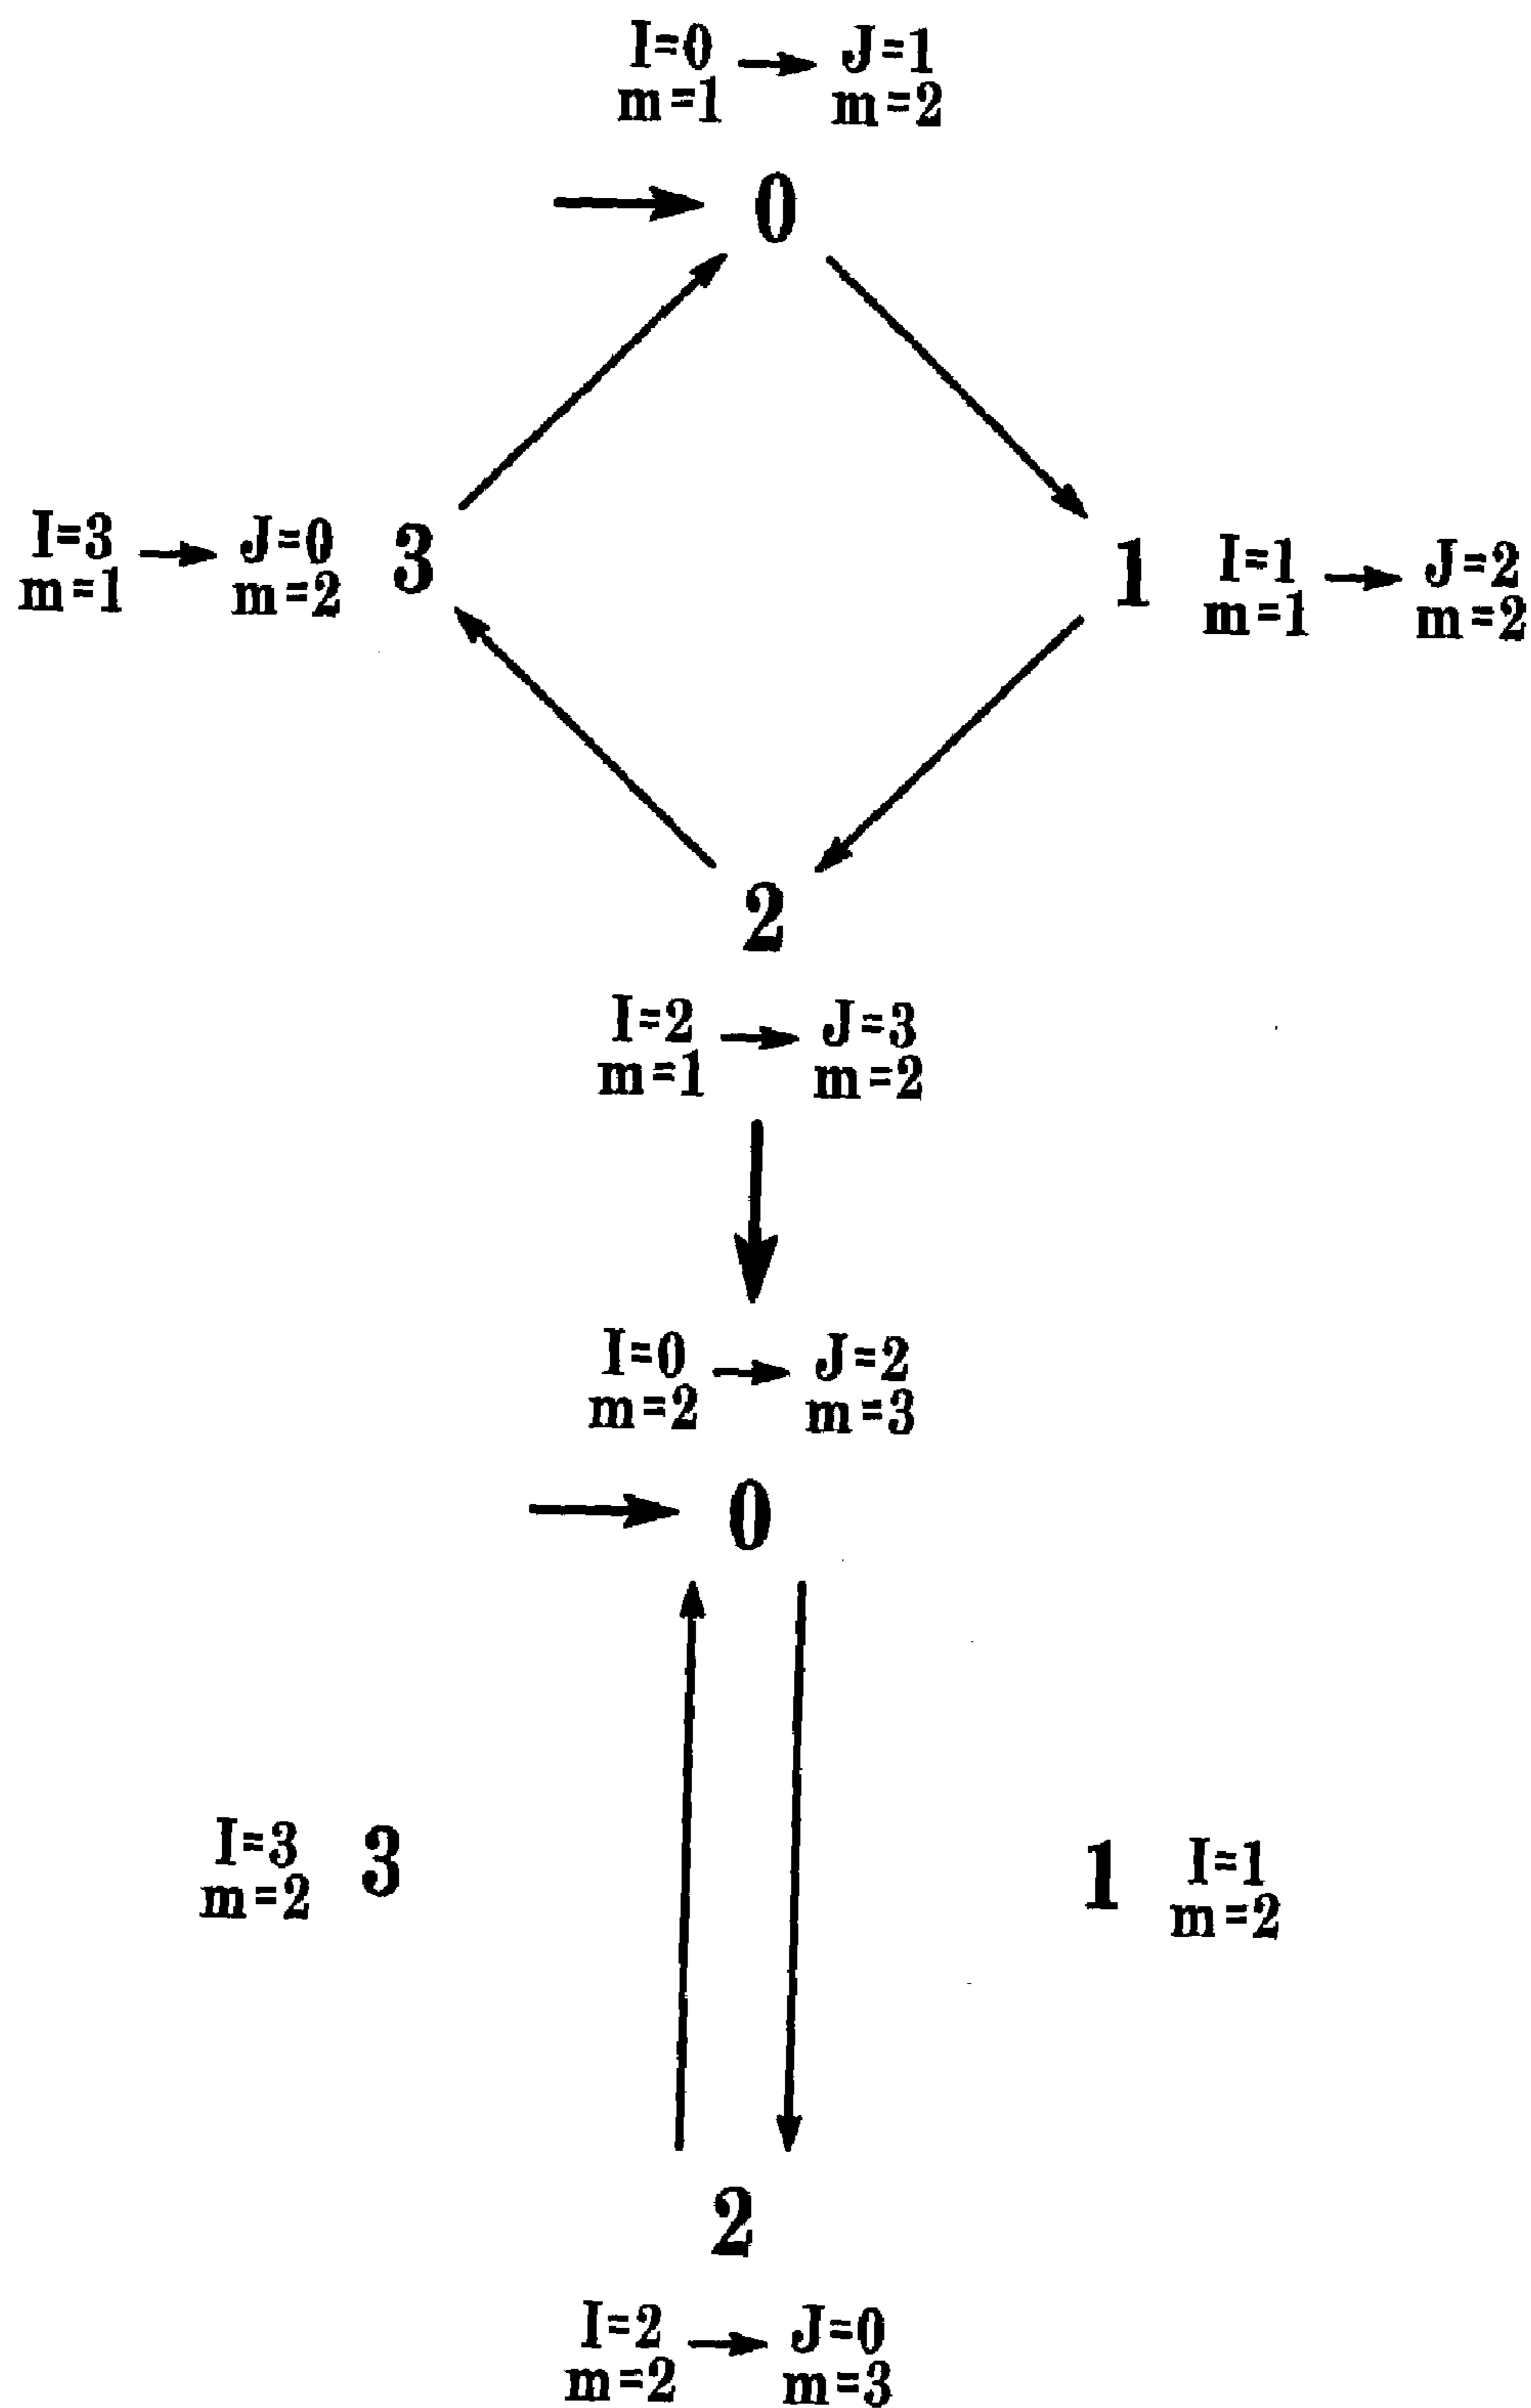 I=0 → J=1
m=1 m=2
0
I=3 → J=0 3 1 I=1 → J=2
m=1 m=2 m=1 m=2
2
I=2 → J=3
m=1 m=2
I=0 → J=2
m=2 m=3
0
I=3 3 1 I=1
m=2 m=2
2
I=2 → J=0
m=2 m=3